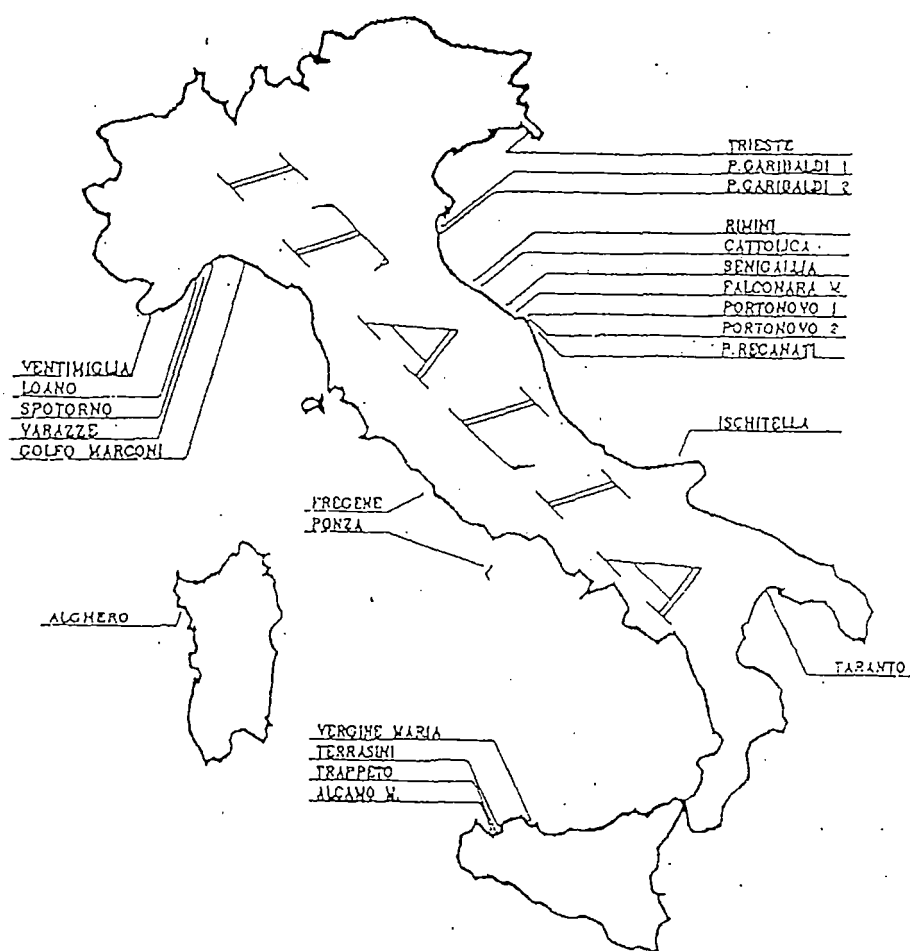 TRIESTE
P.GARIBALDI 1
P.GARIBALDI 2
RIMINI
CATTOLICA
SENIGALLIA
FALCONARA M
PORTONOVO 1
PORTONOVO 2
P.RECANATI
ITALIA
VENTIMIGLIA
LOANO
SPOTORNO
VARAZZE
GOLFO MARCONI
ISCHITELLA
FREGENE
PONZA
ALGHERO
TARANTO
VERGINE MARIA
TERRASINI
TRAPPETO
ALCAMO M.